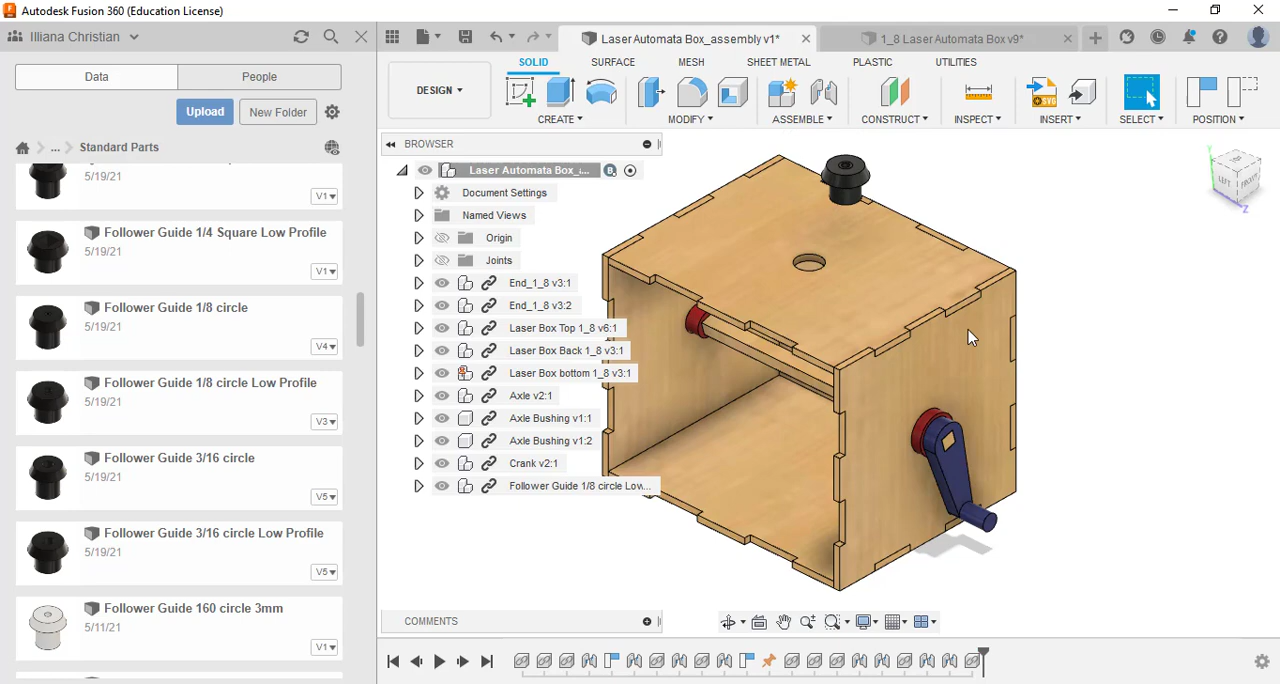 Autodesk Fusion 360 (Education License)
Illiana Christian
Laser Automata Box_assembly v1*
1_8 Laser Automata Box v9*
Data
People
Upload
New Folder
... Standard Parts
5/19/21
V1
Follower Guide 1/4 Square Low Profile
5/19/21
V1
Follower Guide 1/8 circle
5/19/21
V4
Follower Guide 1/8 circle Low Profile
5/19/21
V3
Follower Guide 3/16 circle
5/19/21
V5
Follower Guide 3/16 circle Low Profile
5/19/21
V5
Follower Guide 160 circle 3mm
5/11/21
V1
DESIGN
SOLID
SURFACE
MESH
SHEET METAL
PLASTIC
UTILITIES
CREATE
MODIFY
ASSEMBLE
CONSTRUCT
INSPECT
INSERT
SELECT
POSITION
SVG
BROWSER
Laser Automata Box_...
Document Settings
Named Views
Origin
Joints
End_1_8 v3:1
End_1_8 v3:2
Laser Box Top 1_8 v6:1
Laser Box Back 1_8 v3:1
Laser Box bottom 1_8 v3:1
Axle v2:1
Axle Bushing v1:1
Axle Bushing v1:2
Crank v2:1
Follower Guide 1/8 circle Low...
LEFT
Y
Z
COMMENTS